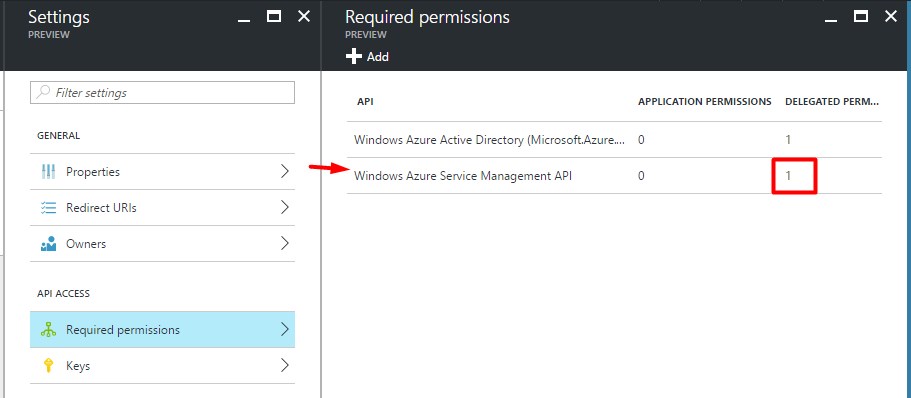 Settings
PREVIEW
Filter settings
GENERAL
Properties
Redirect URIs
Owners
API ACCESS
Required permissions
Keys
Required permissions
PREVIEW
Add
API APPLICATION PERMISSIONS DELEGATED PERM...
Windows Azure Active Directory (Microsoft.Azure.... 0 1
Windows Azure Service Management API 0 1